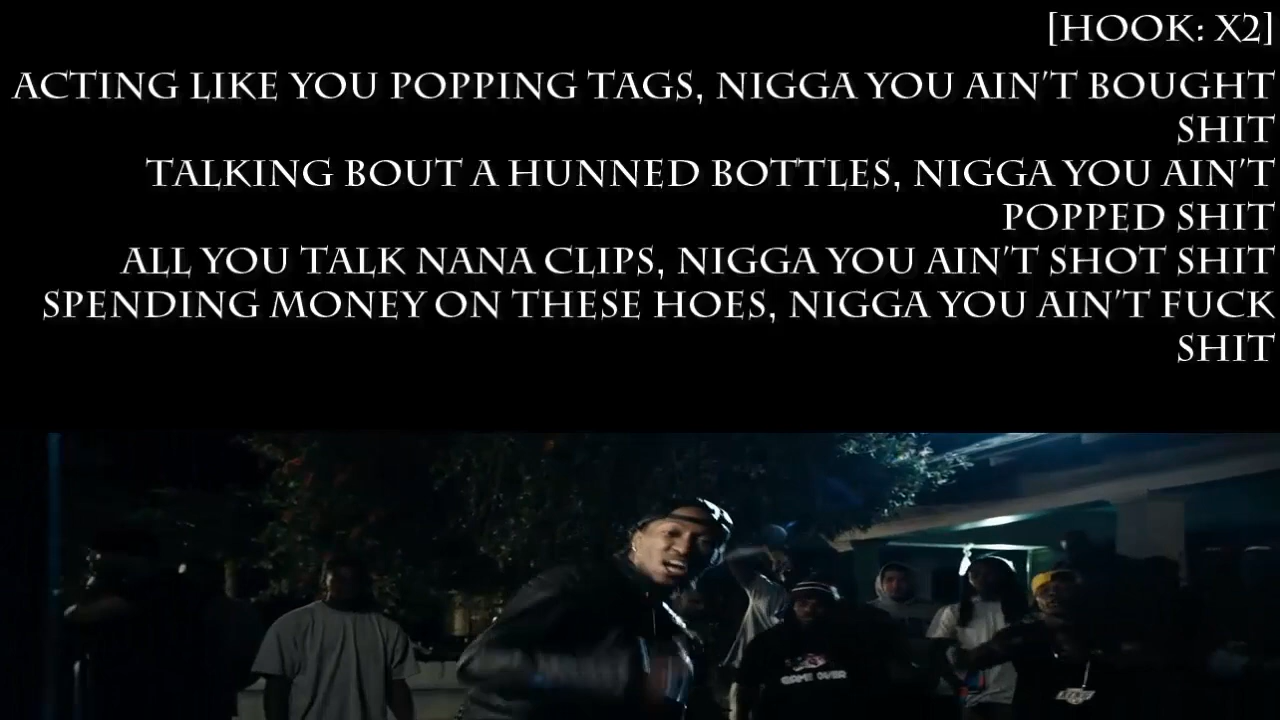 [HOOK: X2]
ACTING LIKE YOU POPPING TAGS, NIGGA YOU AIN'T BOUGHT
SHIT
TALKING BOUT A HUNNED BOTTLES, NIGGA YOU AIN'T
POPPED SHIT
ALL YOU TALK NANA CLIPS, NIGGA YOU AIN'T SHOT SHIT
SPENDING MONEY ON THESE HOES, NIGGA YOU AIN'T FUCK
SHIT
GAME OVER